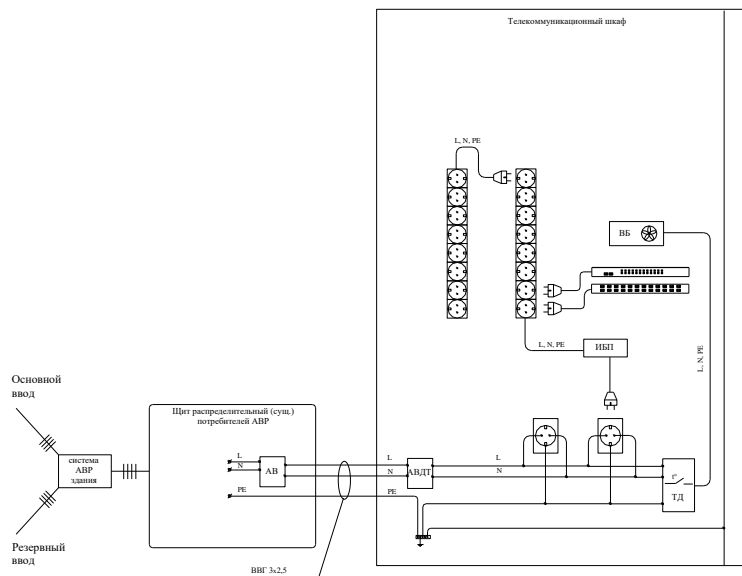 Телекоммуникационный шкаф
L, N, PE
ВБ
L, N, PE
ИБП
L, N, PE
Основной
ввод
Щит распределительный (сущ.)
потребителей АВР
система
АВР
здания
L
N
АВ
PE
L
N
PE
АВДТ
L
N
t°
ТД
Резервный
ввод
ВВГ 3х2,5